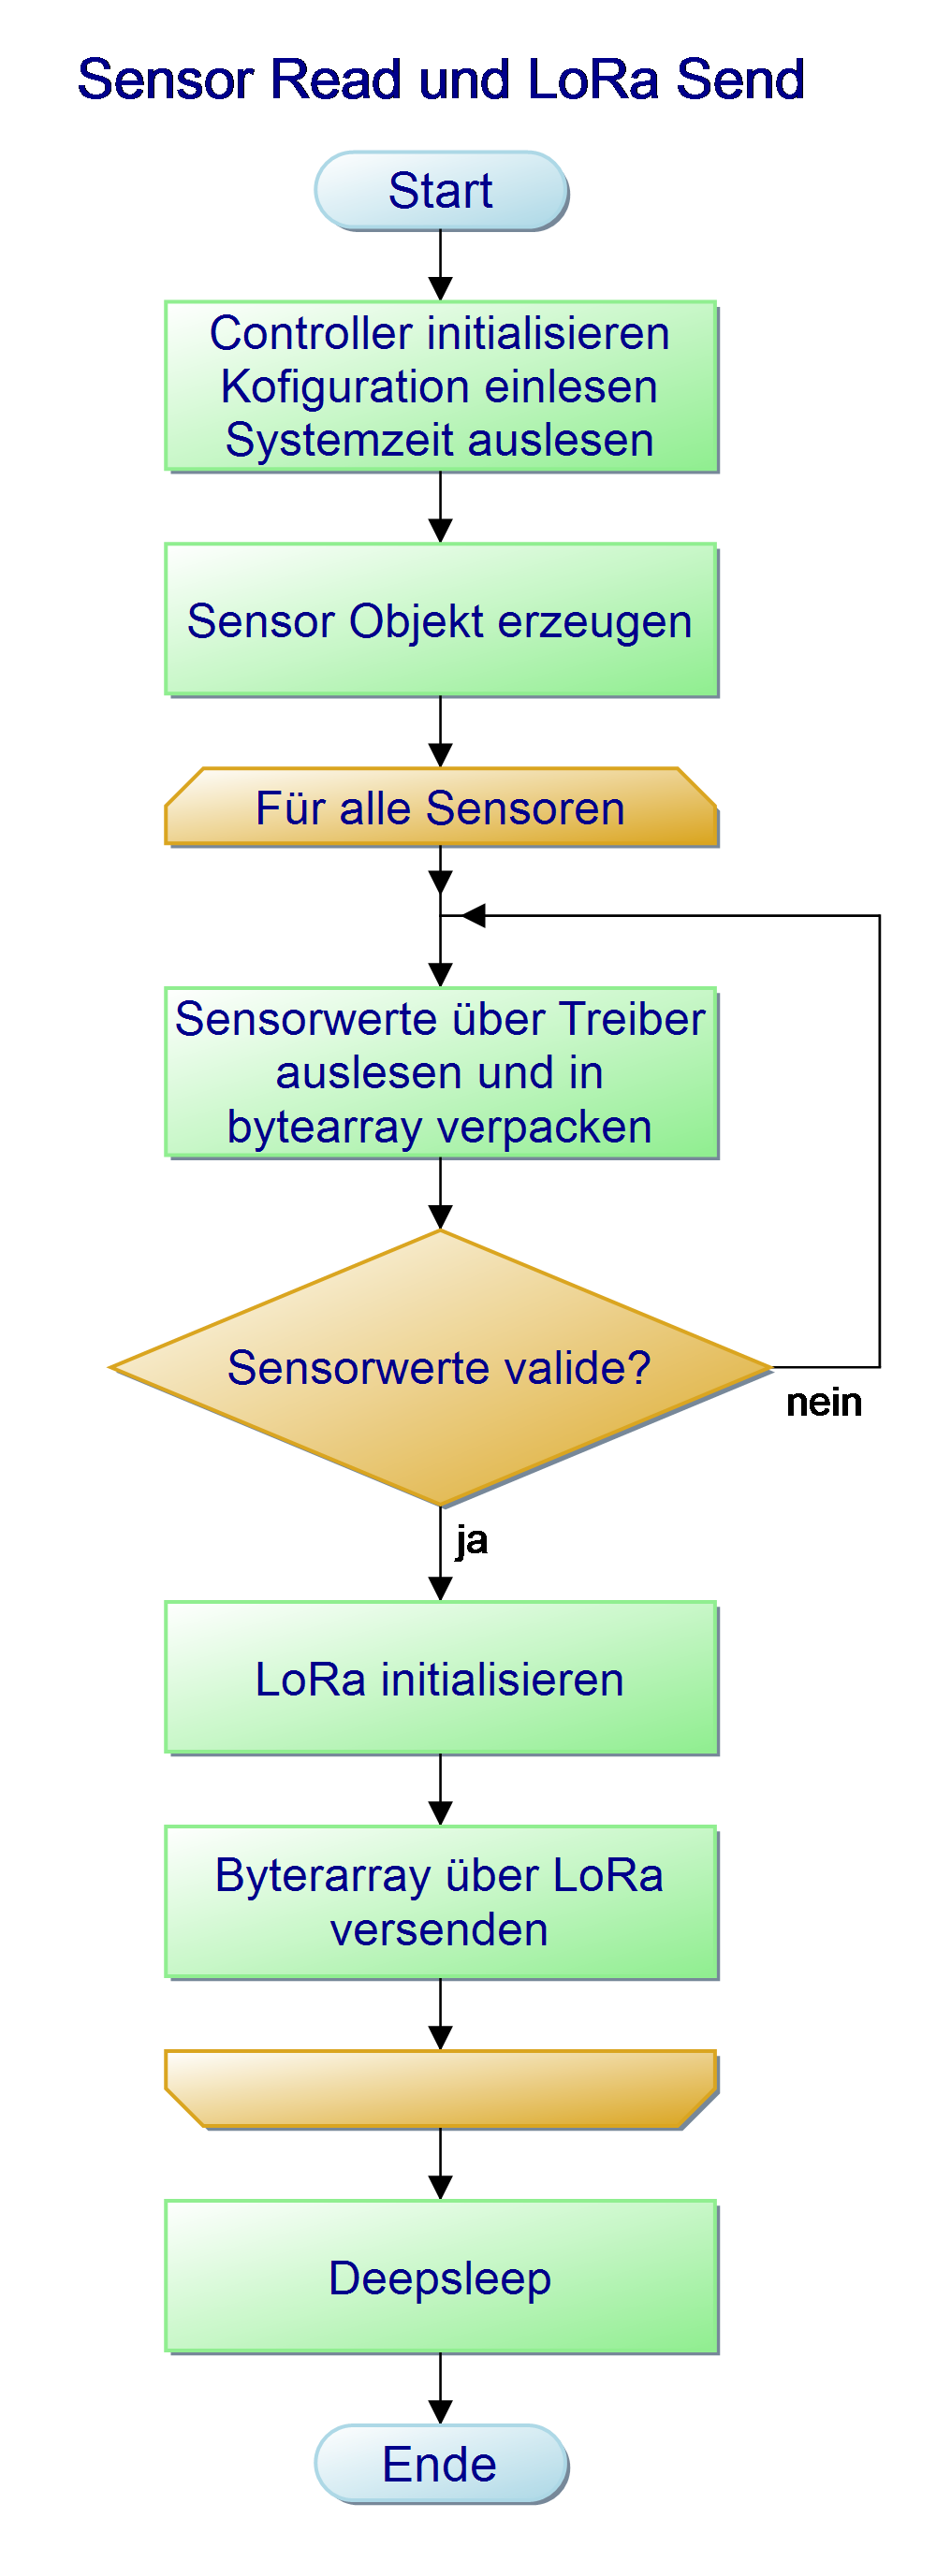 Sensor Read und LoRa Send
Start
Controller initialisieren
Kofiguration einlesen
Systemzeit auslesen
Sensor Objekt erzeugen
Für alle Sensoren
Sensorwerte über Treiber
auslesen und in
bytearray verpacken
Sensorwerte valide?
nein
ja
LoRa initialisieren
Byterarray über LoRa
versenden
Deepsleep
Ende